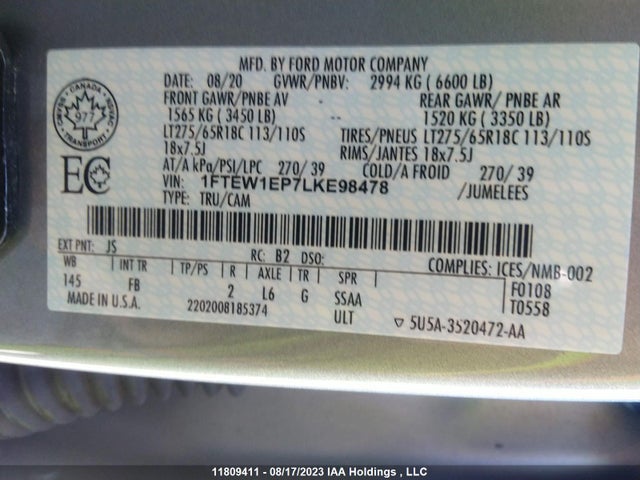 MFD. BY FORD MOTOR COMPANY
DATE: 08/20 GVWR/PNBV: 2994 KG ( 6600 LB)
FRONT GAWR/PNBE AV REAR GAWR/ PNBE AR
1565 KG ( 3450 LB) -- 1520 KG ( 3350 LB)
LT275/65R18C 113/110S TIRES/PNEUS LT275/65R18C 113/110S
18x7.5J RIMS/JANTES 18x7.5J
AT/A kPa/PSI/LPC 270/ 39 COLD/A FROID 270/ 39
VIN: 1FTEW1EP7LKE98478 /JUMELEES
TYPE: TRU/CAM
CANADA
977
TRANSPORT
EC
EXT PNT: JS RC: B2 DSO: COMPLIES: ICES/NMB-002
WB INT TR TP/PS R AXLE TR SPR F0108
145 FB 2 L6 G SSAA T0558
MADE IN U.S.A. 2202008185374 ULT ▽ 5U5A-3520472-AA
11809411 - 08/17/2023 IAA Holdings , LLC